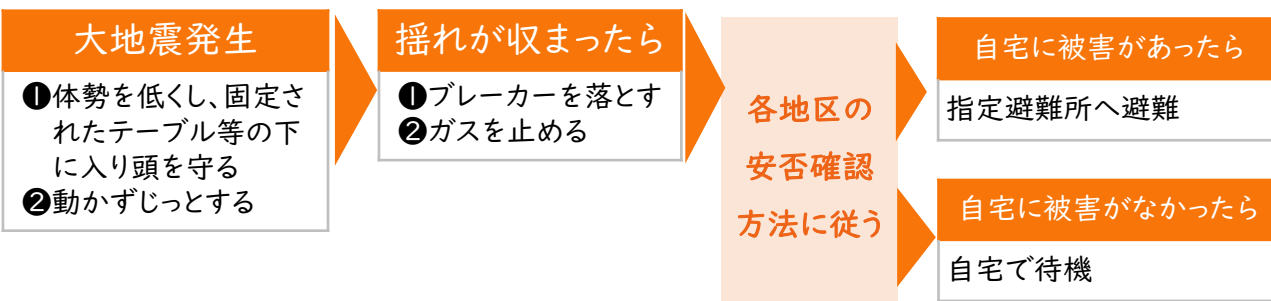 大地震発生
❶体勢を低くし、固定さ
れたテーブル等の下
に入り頭を守る
❷動かずじっとする
揺れが収まったら
❶ブレーカーを落とす
❷ガスを止める
各地区の
安否確認
方法に従う
自宅に被害があったら
指定避難所へ避難
自宅に被害がなかったら
自宅で待機